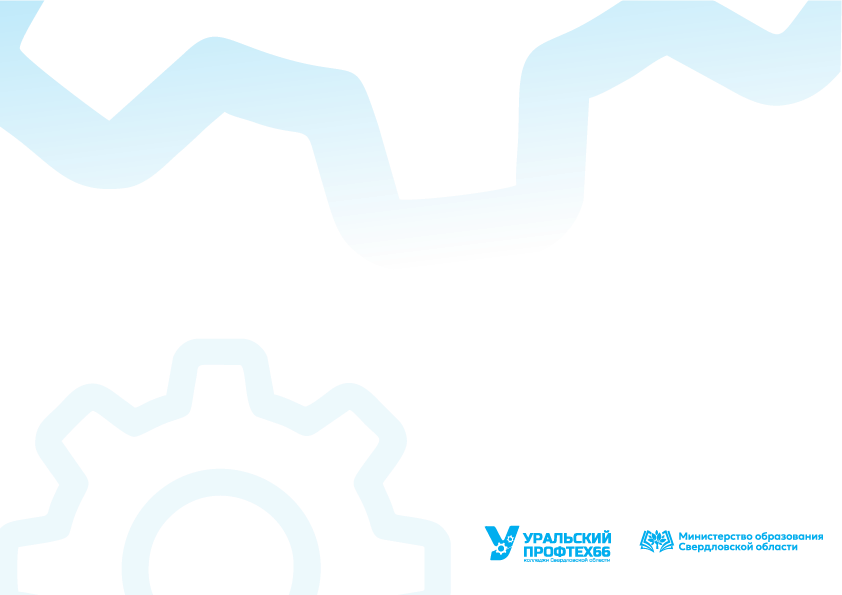 УРАЛЬСКИЙ
ПРОФТЕХ66
колледжи Свердловской области
Министерство образования
Свердловской области